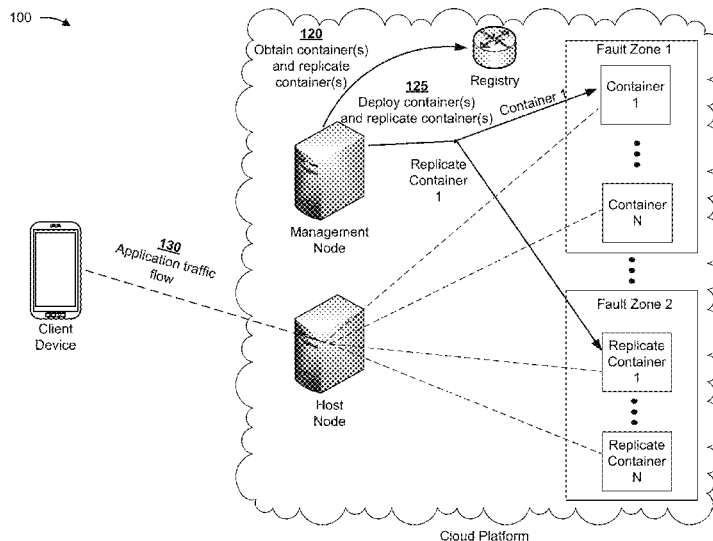 100
120
Obtain container(s)
and replicate
container(s)
Registry
125
Deploy container(s)
and replicate container(s)
Container 1
Replicate
Container
1
Management
Node
Fault Zone 1
Container
1
Container
N
130
Application traffic
flow
Client
Device
Host
Node
Fault Zone 2
Replicate
Container
1
Replicate
Container
N
Cloud Platform